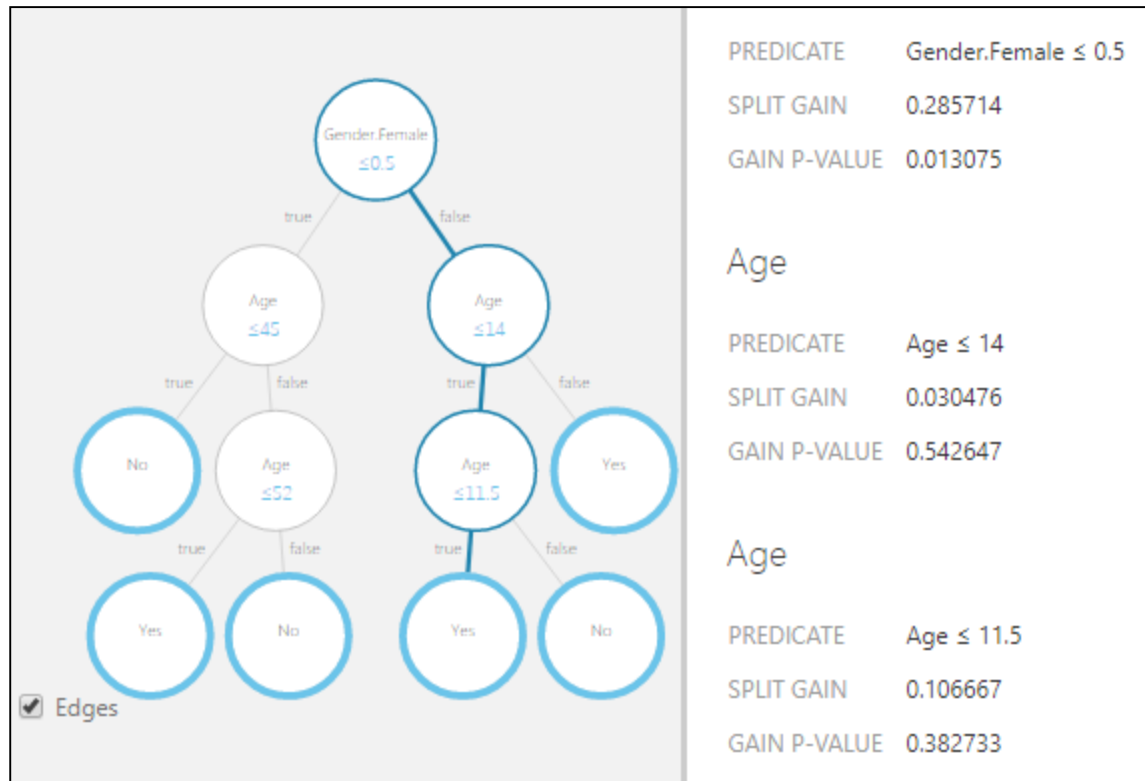 Gender.Female
≤0.5
true
false
Age
≤45
Age
≤14
true
false
true
false
No
Age
≤52
Age
≤11.5
Yes
true
false
true
false
Yes
No
Yes
No
Edges
PREDICATE Gender.Female ≤ 0.5
SPLIT GAIN 0.285714
GAIN P-VALUE 0.013075
Age
PREDICATE Age ≤ 14
SPLIT GAIN 0.030476
GAIN P-VALUE 0.542647
Age
PREDICATE Age ≤ 11.5
SPLIT GAIN 0.106667
GAIN P-VALUE 0.382733